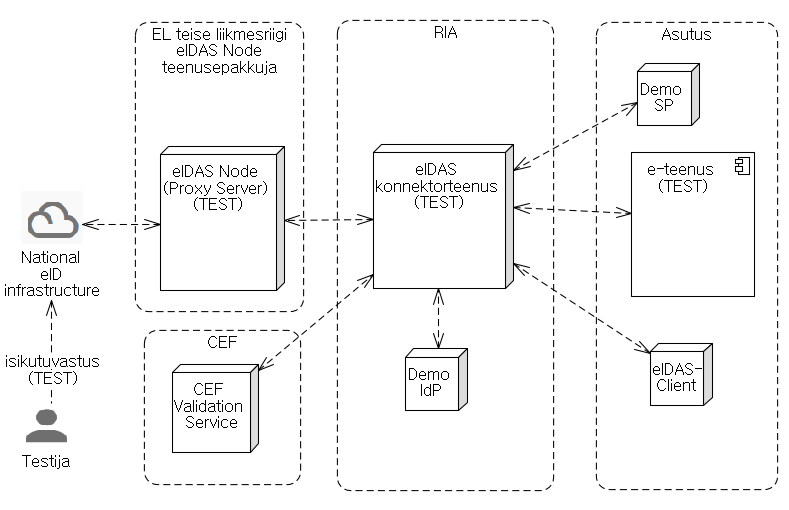 EL teise liikmesriigi
eIDAS Node
teenusepakkuja
RIA
Asutus
Demo
SP
eIDAS Node
(Proxy Server)
(TEST)
eIDAS
konnektorteenus
(TEST)
e-teenus
(TEST)
National
eID
infrastructure
isikutuvastus
(TEST)
Testija
CEF
CEF
Validation
Service
Demo
IdP
eIDAS-
Client